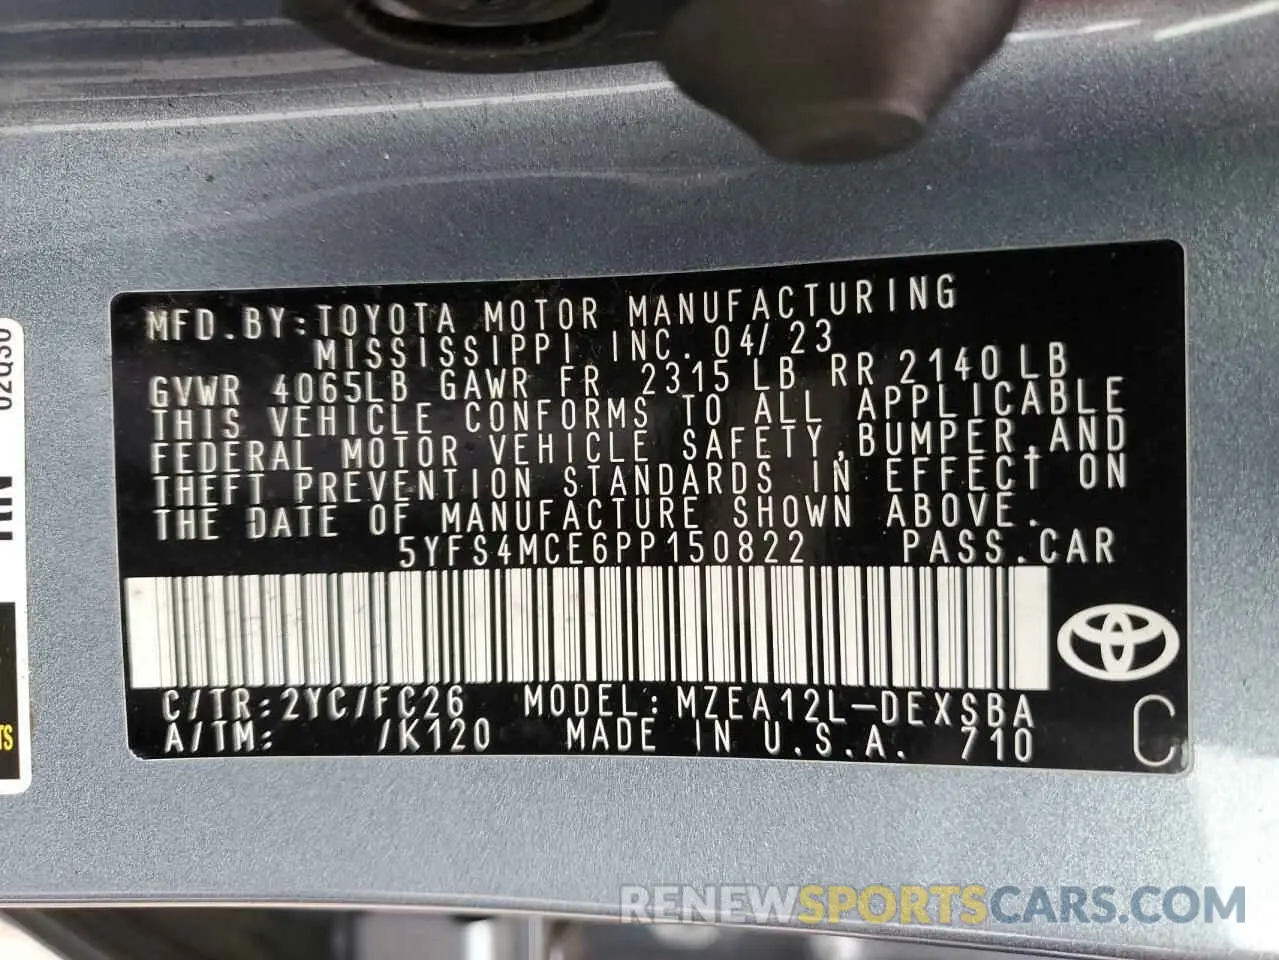 MFD.BY:TOYOTA MOTOR MANUFACTURING
MISSISSIPPI INC. 04/23
GVWR 4065LB GAWR FR 2315 LB RR 2140 LB
THIS VEHICLE CONFORMS TO ALL APPLICABLE
FEDERAL MOTOR VEHICLE SAFETY,BUMPER,AND
THEFT PREVENTION STANDARDS IN EFFECT ON
THE DATE OF MANUFACTURE SHOWN ABOVE.
5YFS4MCE6PP150822 PASS.CAR
C/TR:2YC/FC26 MODEL:MZEA12L-DEXSBA
A/TM: /K120 MADE IN U.S.A. 710
C
RENEWSPORTSCARS.COM